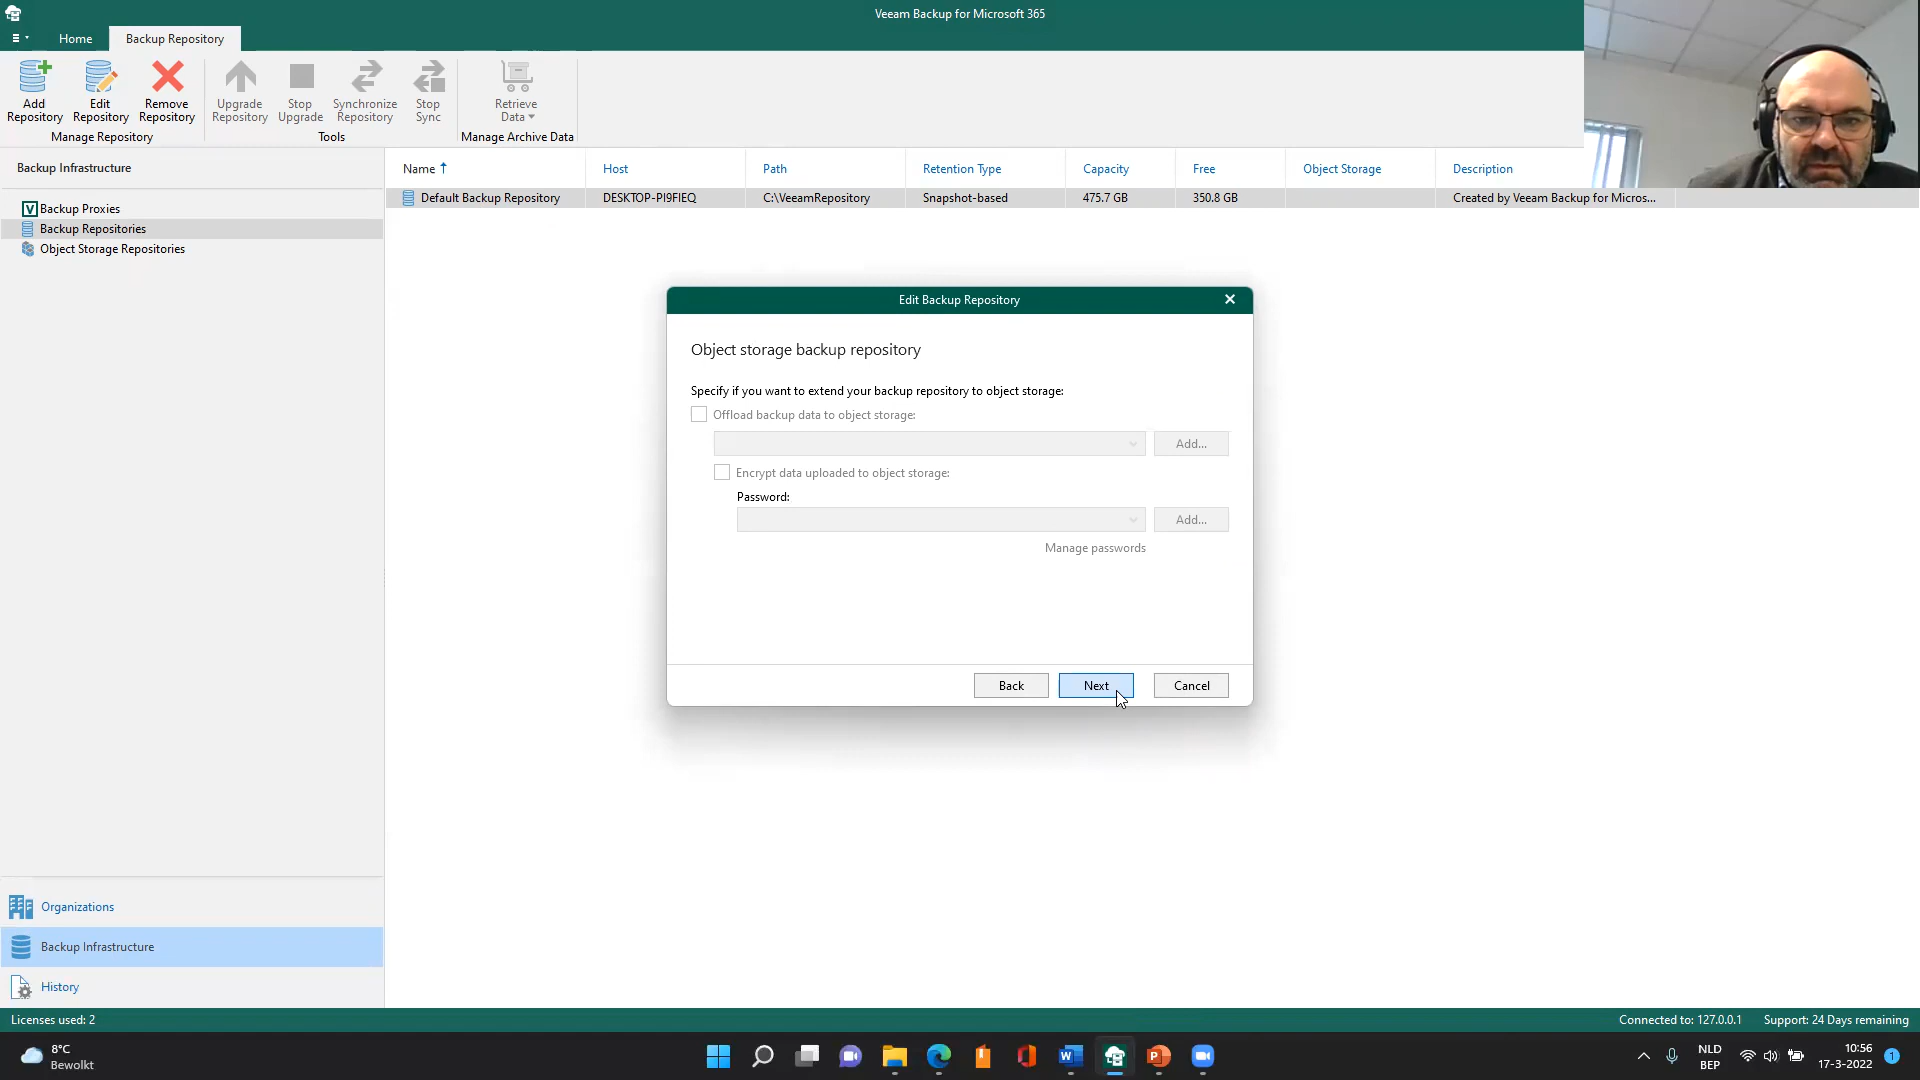 Veeam Backup for Microsoft 365
Home
Backup Repository
Add Repository
Edit Repository
Remove Repository
Upgrade Repository
Stop Upgrade
Synchronize Repository
Stop Sync
Retrieve Data
Manage Repository
Tools
Manage Archive Data
Backup Infrastructure
Backup Proxies
Backup Repositories
Object Storage Repositories
Name Host Path Retention Type Capacity Free Object Storage Description
Default Backup Repository DESKTOP-PI9FIEQ C:\VeeamRepository Snapshot-based 475.7 GB 350.8 GB Created by Veeam Backup for Micros...
Edit Backup Repository
Object storage backup repository
Specify if you want to extend your backup repository to object storage:
Offload backup data to object storage:
Add...
Encrypt data uploaded to object storage:
Password:
Add...
Manage passwords
Back Next Cancel
Organizations
Backup Infrastructure
History
Licenses used: 2
Connected to: 127.0.0.1 Support: 24 Days remaining
8°C
Bewolkt
NLD
BEP
10:56
17-3-2022
1